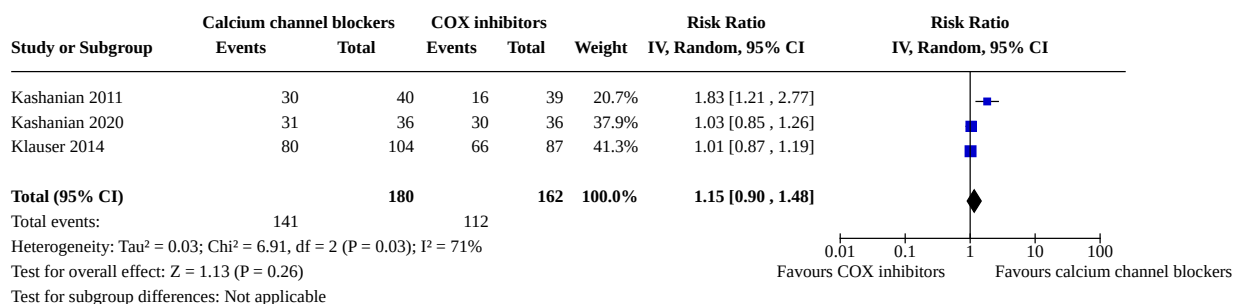 Calcium channel blockers COX inhibitors Risk Ratio Risk Ratio
Study or Subgroup Events Total Events Total Weight IV, Random, 95% CI IV, Random, 95% CI
Kashanian 2011 30 40 16 39 20.7% 1.83 [1.21 , 2.77]
Kashanian 2020 31 36 30 36 37.9% 1.03 [0.85 , 1.26]
Klauser 2014 80 104 66 87 41.3% 1.01 [0.87 , 1.19]
Total (95% CI) 180 162 100.0% 1.15 [0.90 , 1.48]
Total events: 141 112
Heterogeneity: Tau² = 0.03; Chi² = 6.91, df = 2 (P = 0.03); I² = 71%
0.01 0.1 1 10 100
Test for overall effect: Z = 1.13 (P = 0.26) Favours COX inhibitors Favours calcium channel blockers
Test for subgroup differences: Not applicable